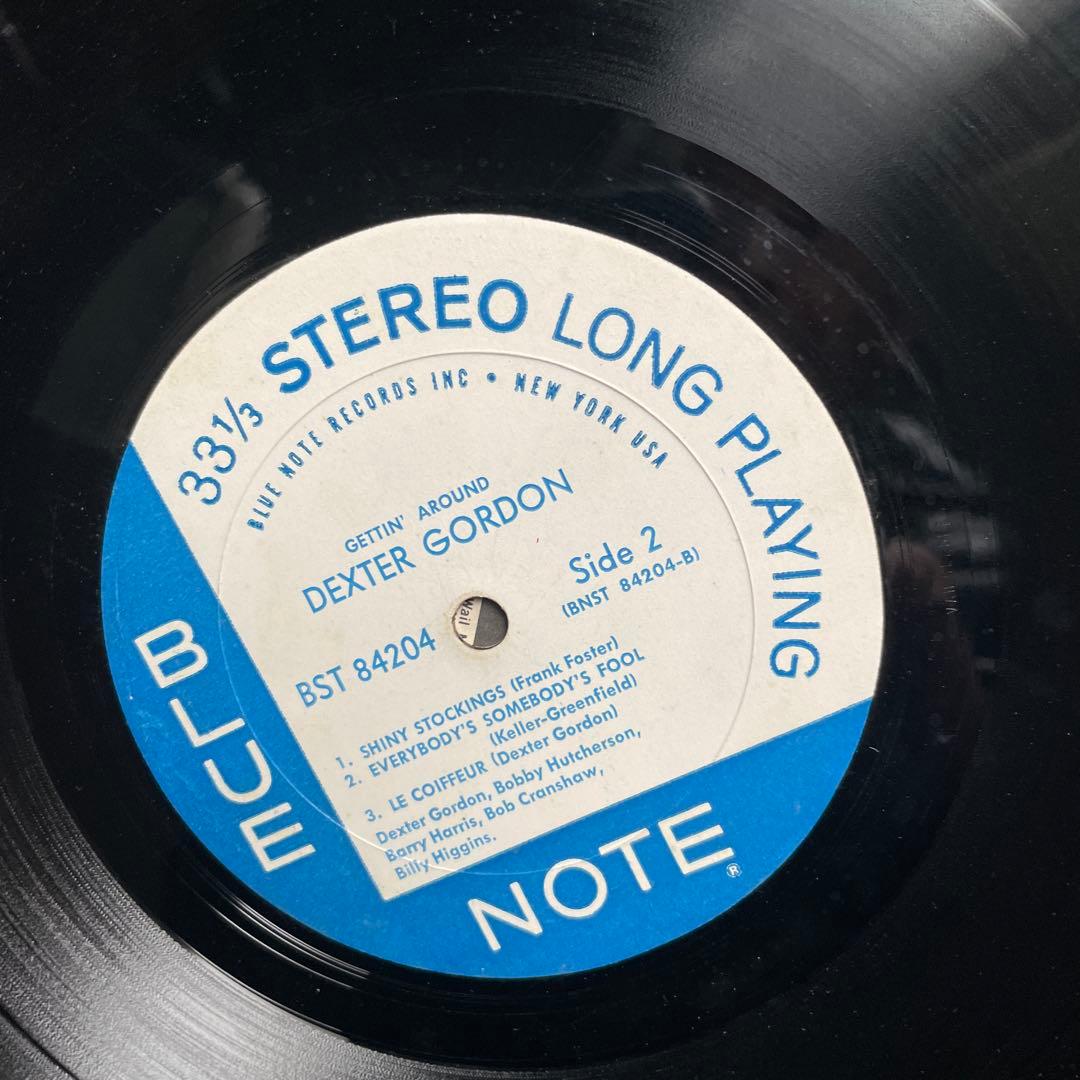 33⅓ STEREO LONG PLAYING
BLUE NOTE RECORDS INC • NEW YORK USA
GETTIN' AROUND
DEXTER GORDON
BST 84204
Side 2
(BNST 84204-B)
1. SHINY STOCKINGS (Frank Foster)
2. EVERYBODY'S SOMEBODY'S FOOL
(Keller-Greenfield)
3. LE COIFFEUR (Dexter Gordon)
Dexter Gordon, Bobby Hutcherson,
Barry Harris, Bob Cranshaw,
Billy Higgins.
BLUE
NOTE®